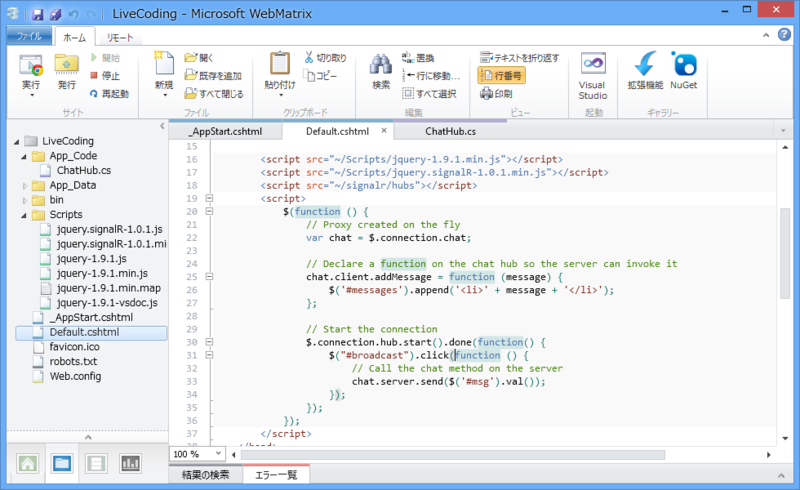 LiveCoding - Microsoft WebMatrix
ファイル ホーム リモート
実行 発行 開始 停止 再起動
新規 開く 既存を追加 すべて閉じる
貼り付け 切り取り コピー
検索 置換 行に移動... すべて選択
テキストを折り返す 行番号 印刷
Visual Studio
拡張機能 NuGet
サイト ファイル クリップボード 編集 ビュー 起動 ギャラリー
LiveCoding
App_Code
ChatHub.cs
App_Data
bin
Scripts
jquery.signalR-1.0.1.js
jquery.signalR-1.0.1.mi
jquery-1.9.1.js
jquery-1.9.1.min.js
jquery-1.9.1.min.map
jquery-1.9.1-vsdoc.js
_AppStart.cshtml
Default.cshtml
favicon.ico
robots.txt
Web.config
_AppStart.cshtml Default.cshtml × ChatHub.cs
15
16 <script src="~/Scripts/jquery-1.9.1.min.js"></script>
17 <script src="~/Scripts/jquery.signalR-1.0.1.min.js"></script>
18 <script src="~/signalr/hubs"></script>
19 <script>
20 $(function () {
21 // Proxy created on the fly
22 var chat = $.connection.chat;
23
24 // Declare a function on the chat hub so the server can invoke it
25 chat.client.addMessage = function (message) {
26 $('#messages').append('<li>' + message + '</li>');
27 };
28
29 // Start the connection
30 $.connection.hub.start().done(function() {
31 $("#broadcast").click(function () {
32 // Call the chat method on the server
33 chat.server.send($('#msg').val());
34 });
35 });
36 });
37 </script>
38 </head>
100 %
結果の検索 エラー一覧